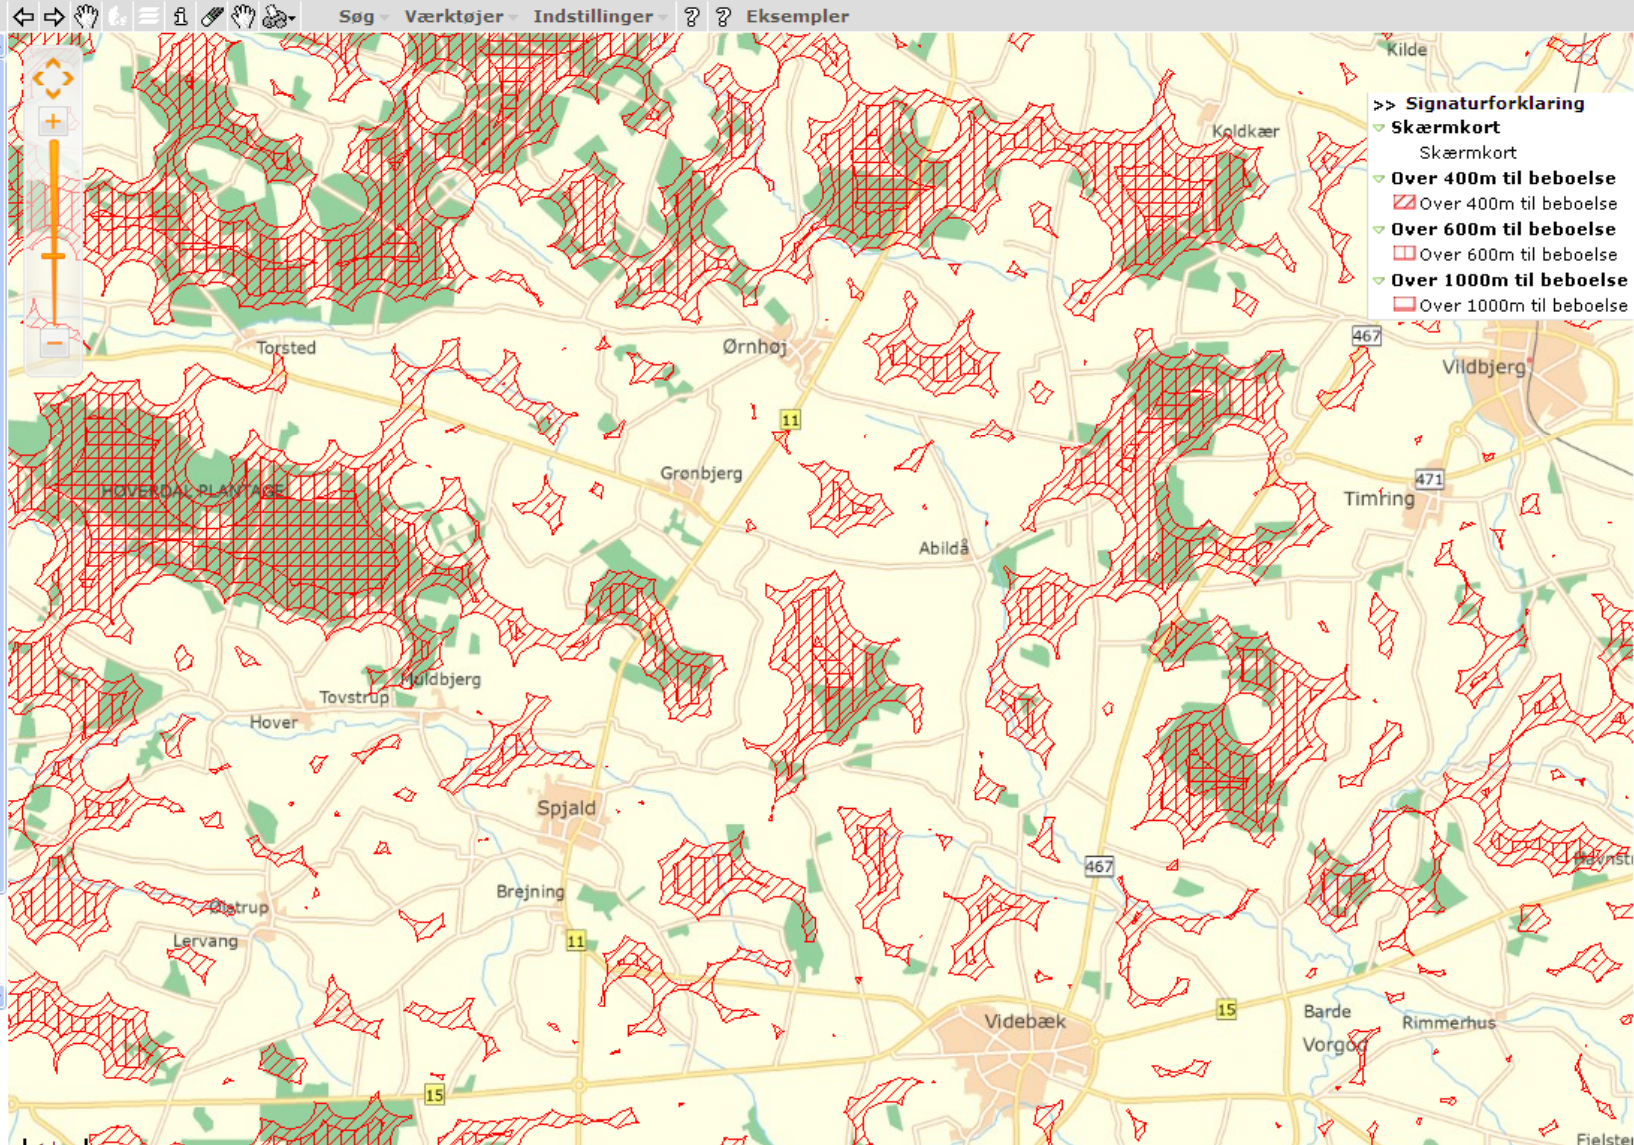 Søg Værktøjer Indstillinger ? ? Eksempler
Kilde
>> Signaturforklaring
Skærmkort
Skærmkort
Over 400m til beboelse
Over 400m til beboelse
Over 600m til beboelse
Over 600m til beboelse
Over 1000m til beboelse
Over 1000m til beboelse
Koldkær
467
Torsted
Ørnhøj
Vildbjerg
11
Grønbjerg
471
HOVERDAL PLANTAGE
Timring
Abildå
Muldbjerg
Tovstrup
Hover
Spjald
467
Havnst
Brejning
Ølstrup
Lervang
11
15
Barde
Videbæk
Rimmerhus
Vorgod
15
Fjelste